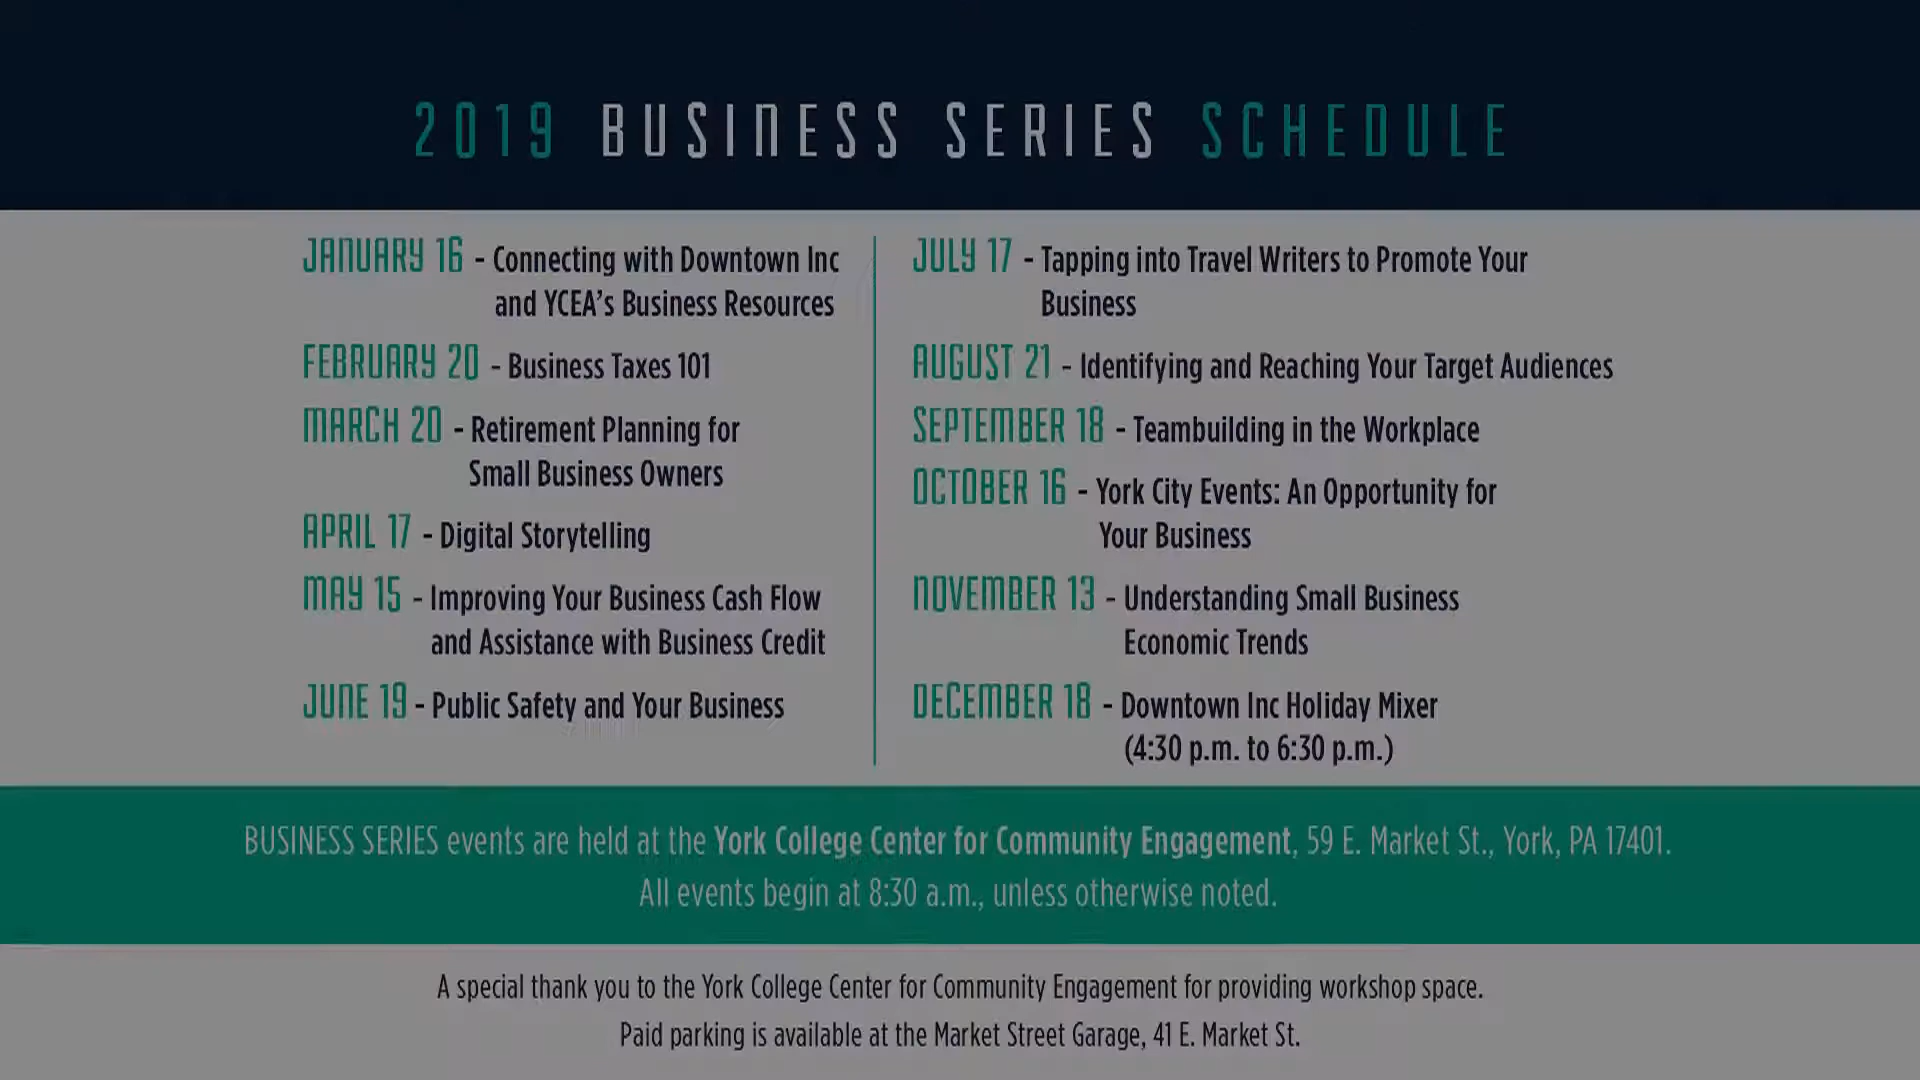 2019 BUSINESS SERIES SCHEDULE
JANUARY 16 - Connecting with Downtown Inc
and YCEA's Business Resources
FEBRUARY 20 - Business Taxes 101
MARCH 20 - Retirement Planning for
Small Business Owners
APRIL 17 - Digital Storytelling
MAY 15 - Improving Your Business Cash Flow
and Assistance with Business Credit
JUNE 19 - Public Safety and Your Business
JULY 17 - Tapping into Travel Writers to Promote Your
Business
AUGUST 21 - Identifying and Reaching Your Target Audiences
SEPTEMBER 18 - Teambuilding in the Workplace
OCTOBER 16 - York City Events: An Opportunity for
Your Business
NOVEMBER 13 - Understanding Small Business
Economic Trends
DECEMBER 18 - Downtown Inc Holiday Mixer
(4:30 p.m. to 6:30 p.m.)
BUSINESS SERIES events are held at the York College Center for Community Engagement, 59 E. Market St., York, PA 17401.
All events begin at 8:30 a.m., unless otherwise noted.
A special thank you to the York College Center for Community Engagement for providing workshop space.
Paid parking is available at the Market Street Garage, 41 E. Market St.